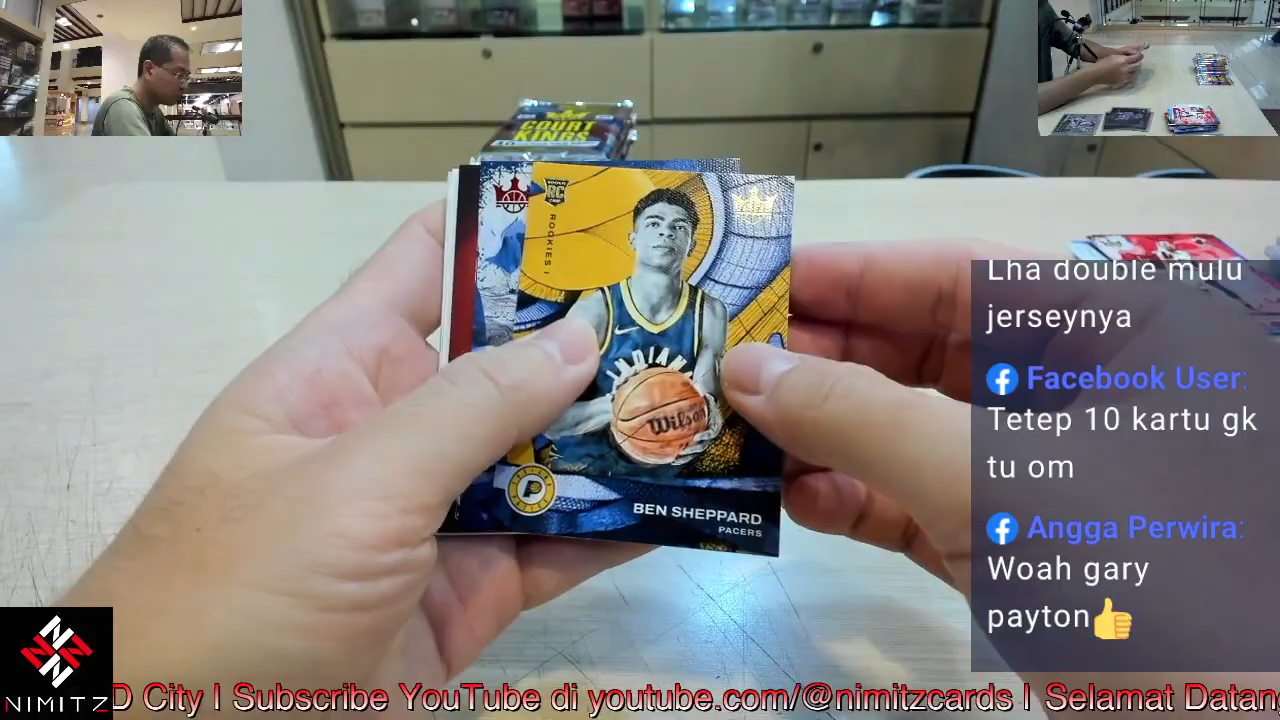 COURT
KINGS
RC
ROOKIES I
INDIANA
Wilson
BEN SHEPPARD
PACERS
Lha double mulu
jerseynya
Facebook User:
Tetep 10 kartu gk
tu om
Angga Perwira:
Woah gary
payton👍
NIMITZ
D City I Subscribe YouTube di youtube.com/@nimitzcards I Selamat Datang